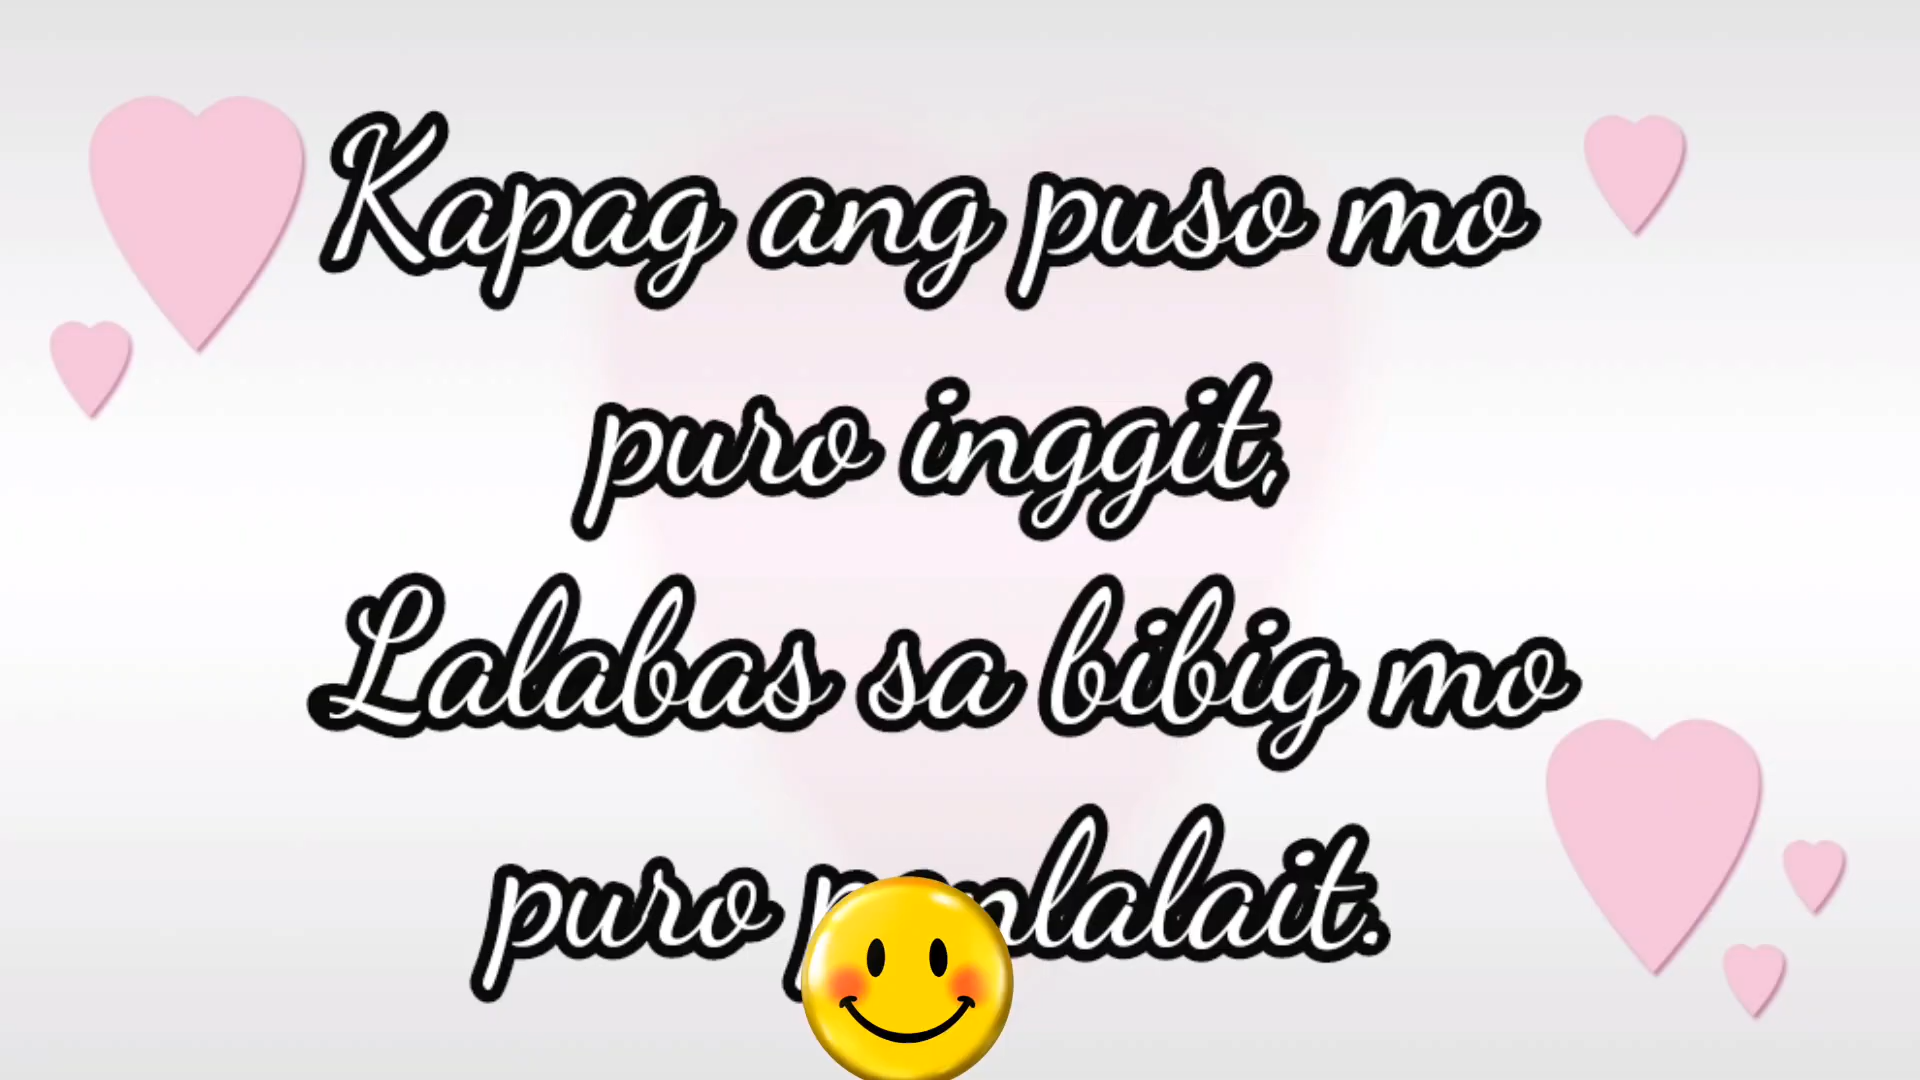 Kapag ang puso mo
puro inggit,
Lalabas sa bibig mo
puro